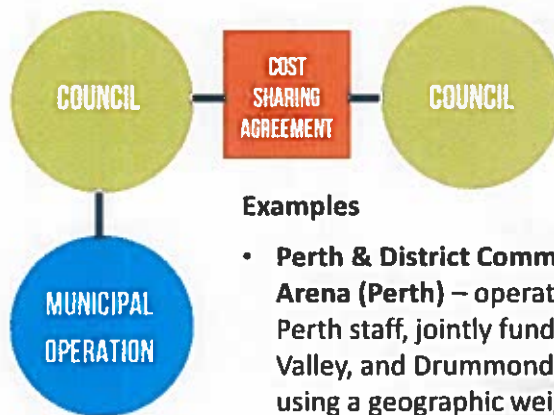 COUNCIL
COST
SHARING
AGREEMENT
COUNCIL
MUNICIPAL
OPERATION
Examples
• Perth & District Comm
Arena (Perth) – operat
Perth staff, jointly fund
Valley, and Drummond
using a geographic wei